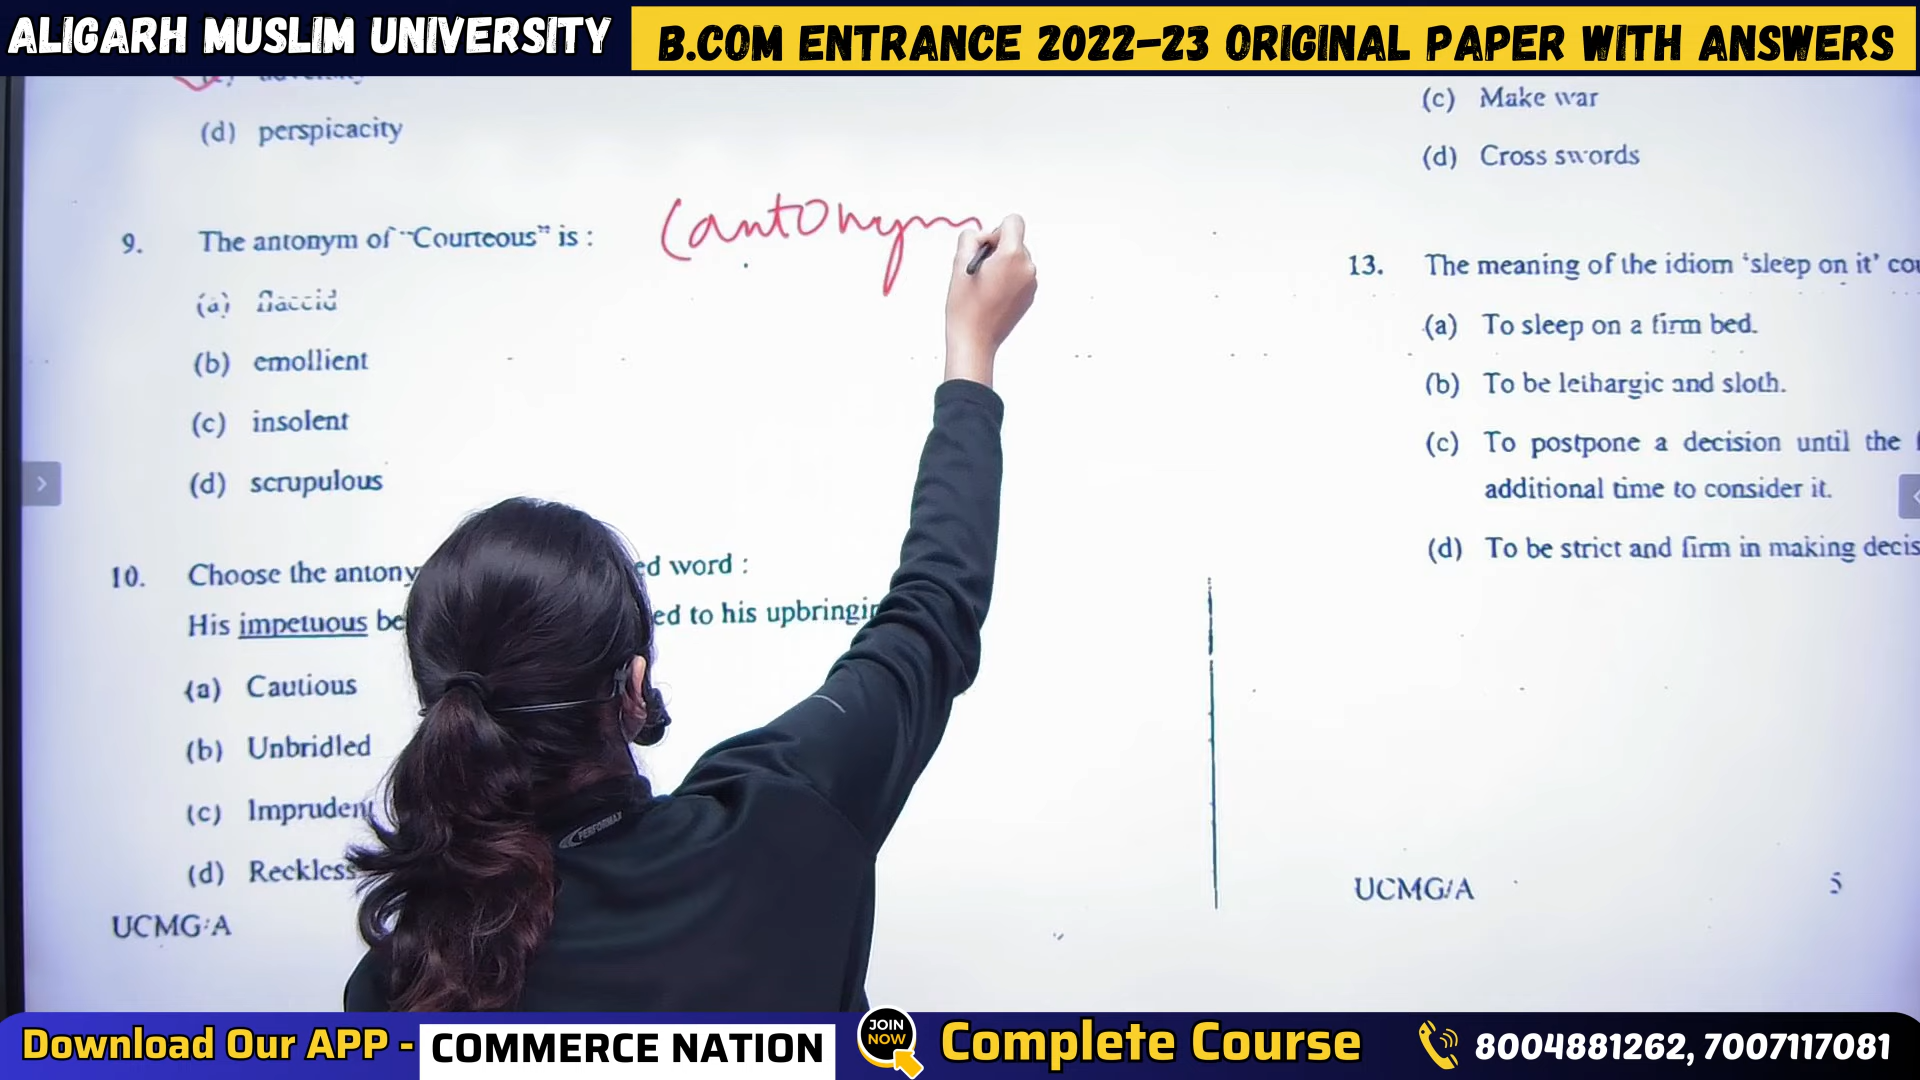 ALIGARH MUSLIM UNIVERSITY
B.COM ENTRANCE 2022-23 ORIGINAL PAPER WITH ANSWERS
(d) perspicacity
9. The antonym of "Courteous" is :
(antonym
(a) flaccid
(b) emollient
(c) insolent
(d) scrupulous
10. Choose the antony ed word :
His impetuous be ed to his upbringin
(a) Cautious
(b) Unbridled
(c) Imprudent
(d) Reckless
UCMG/A
(c) Make war
(d) Cross swords
13. The meaning of the idiom 'sleep on it' cou
(a) To sleep on a firm bed.
(b) To be lethargic and sloth.
(c) To postpone a decision until the
additional time to consider it.
(d) To be strict and firm in making decis
UCMG/A 5
Download Our APP - COMMERCE NATION
JOIN
NOW
Complete Course
8004881262, 7007117081
PERFORMAX